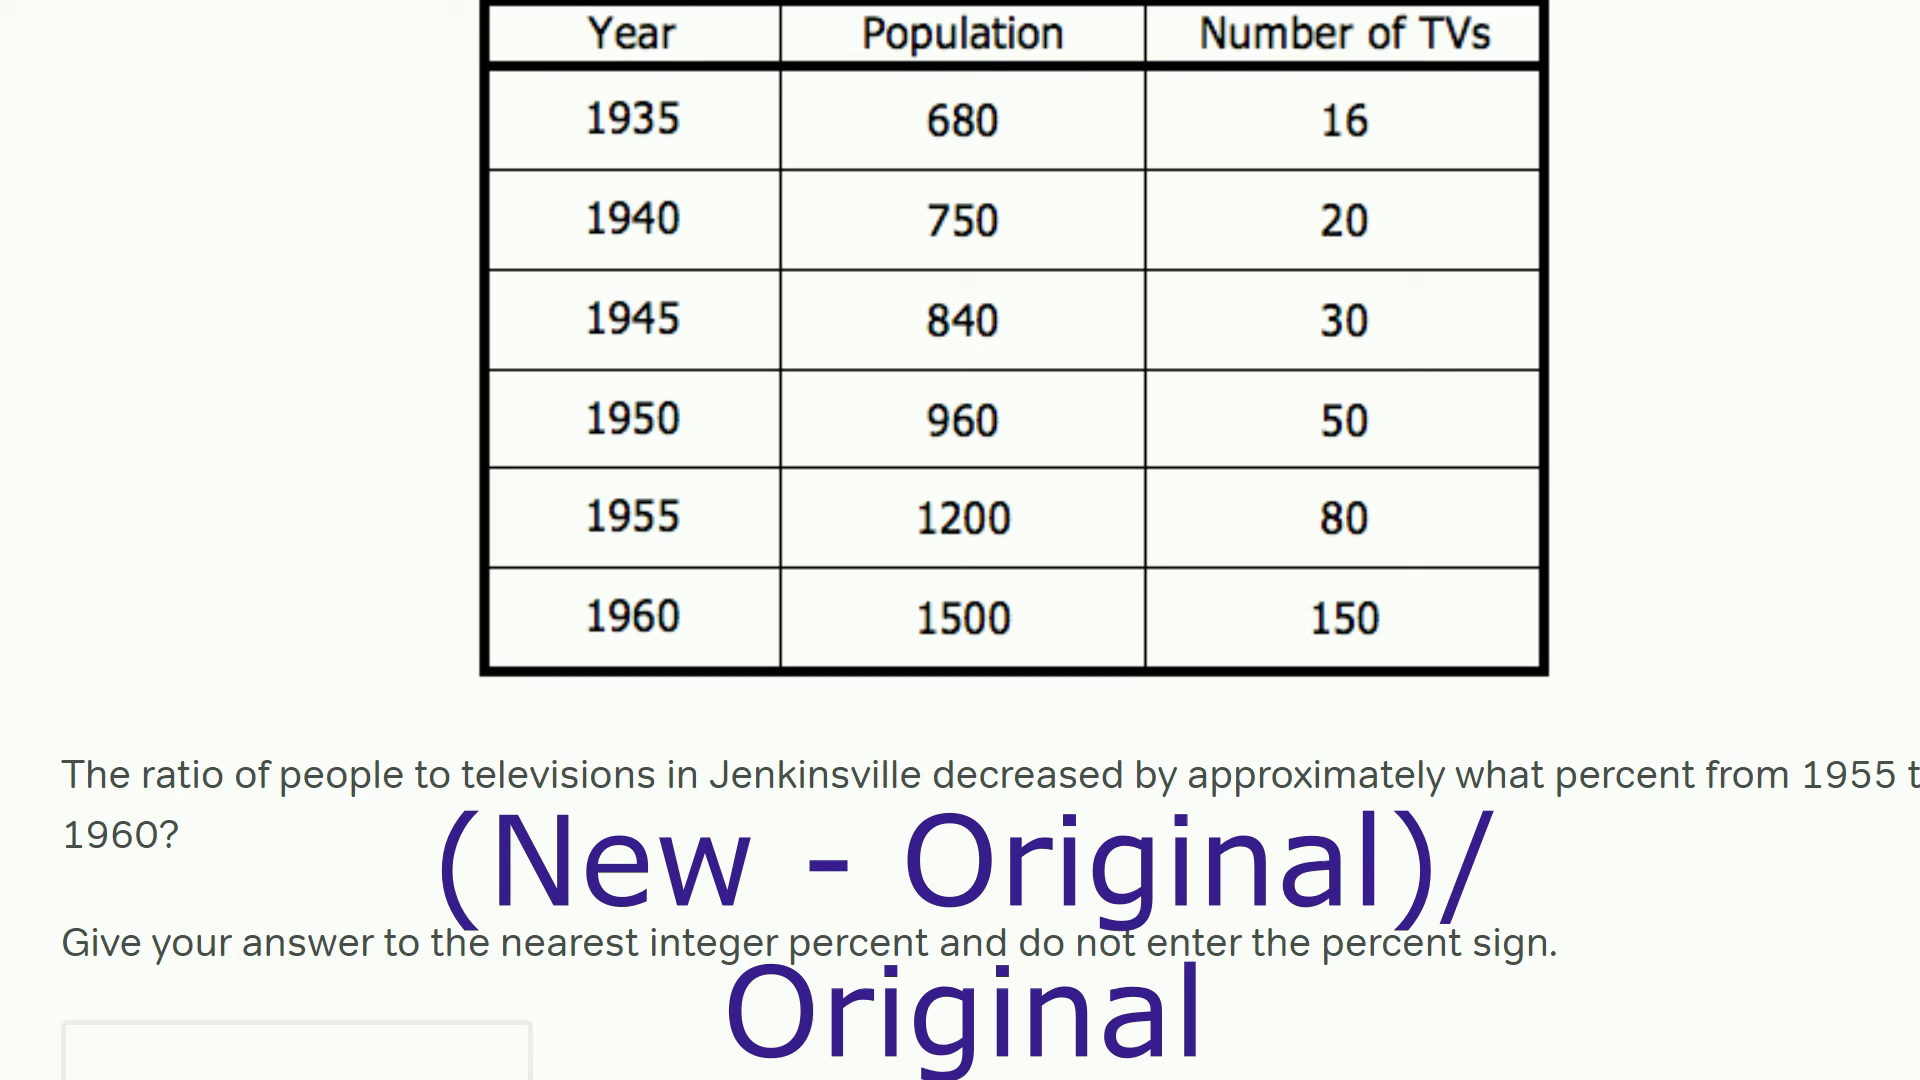 Year Population Number of TVs
1935 680 16
1940 750 20
1945 840 30
1950 960 50
1955 1200 80
1960 1500 150
The ratio of people to televisions in Jenkinsville decreased by approximately what percent from 1955 t
1960?
(New - Original)/
Give your answer to the nearest integer percent and do not enter the percent sign.
Original